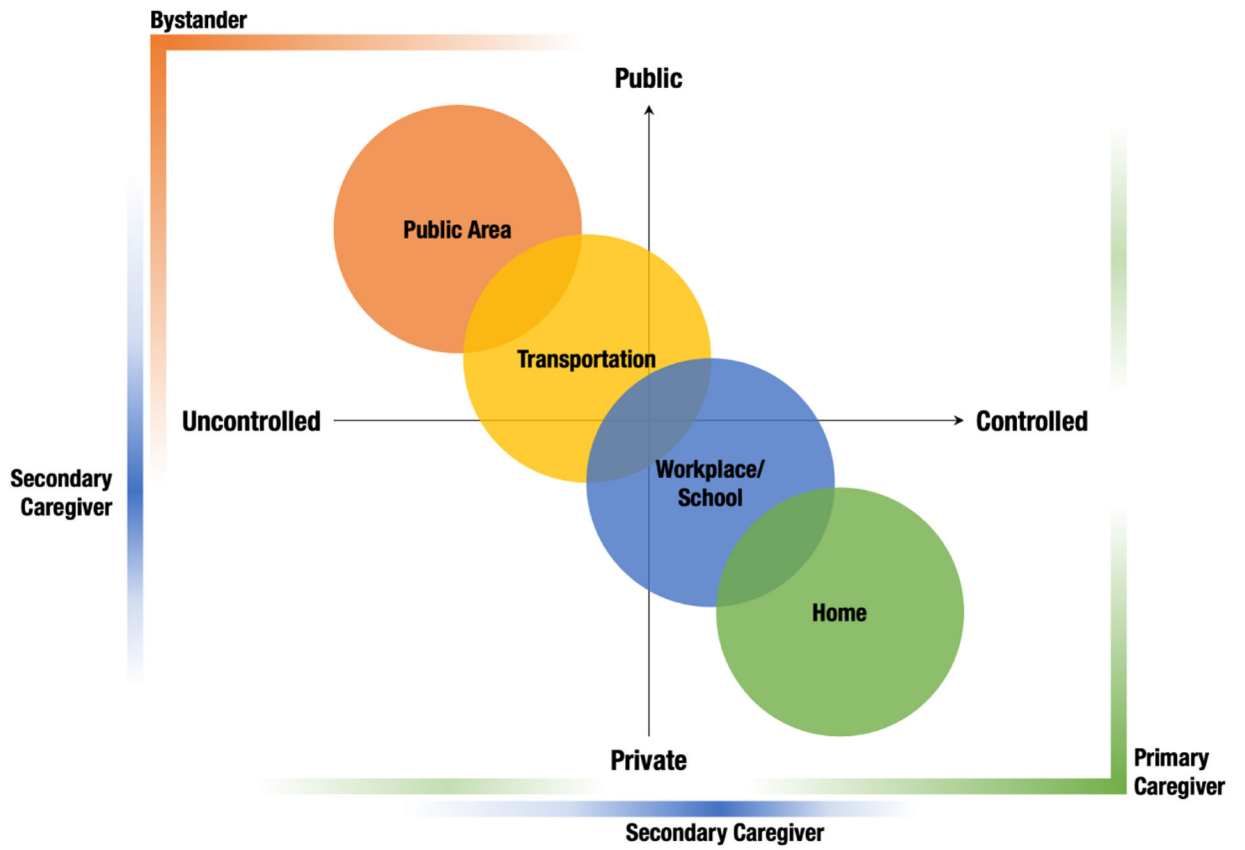 Bystander
Public
Public Area
Transportation
Uncontrolled
Controlled
Secondary
Caregiver
Workplace/
School
Home
Private
Primary
Caregiver
Secondary Caregiver